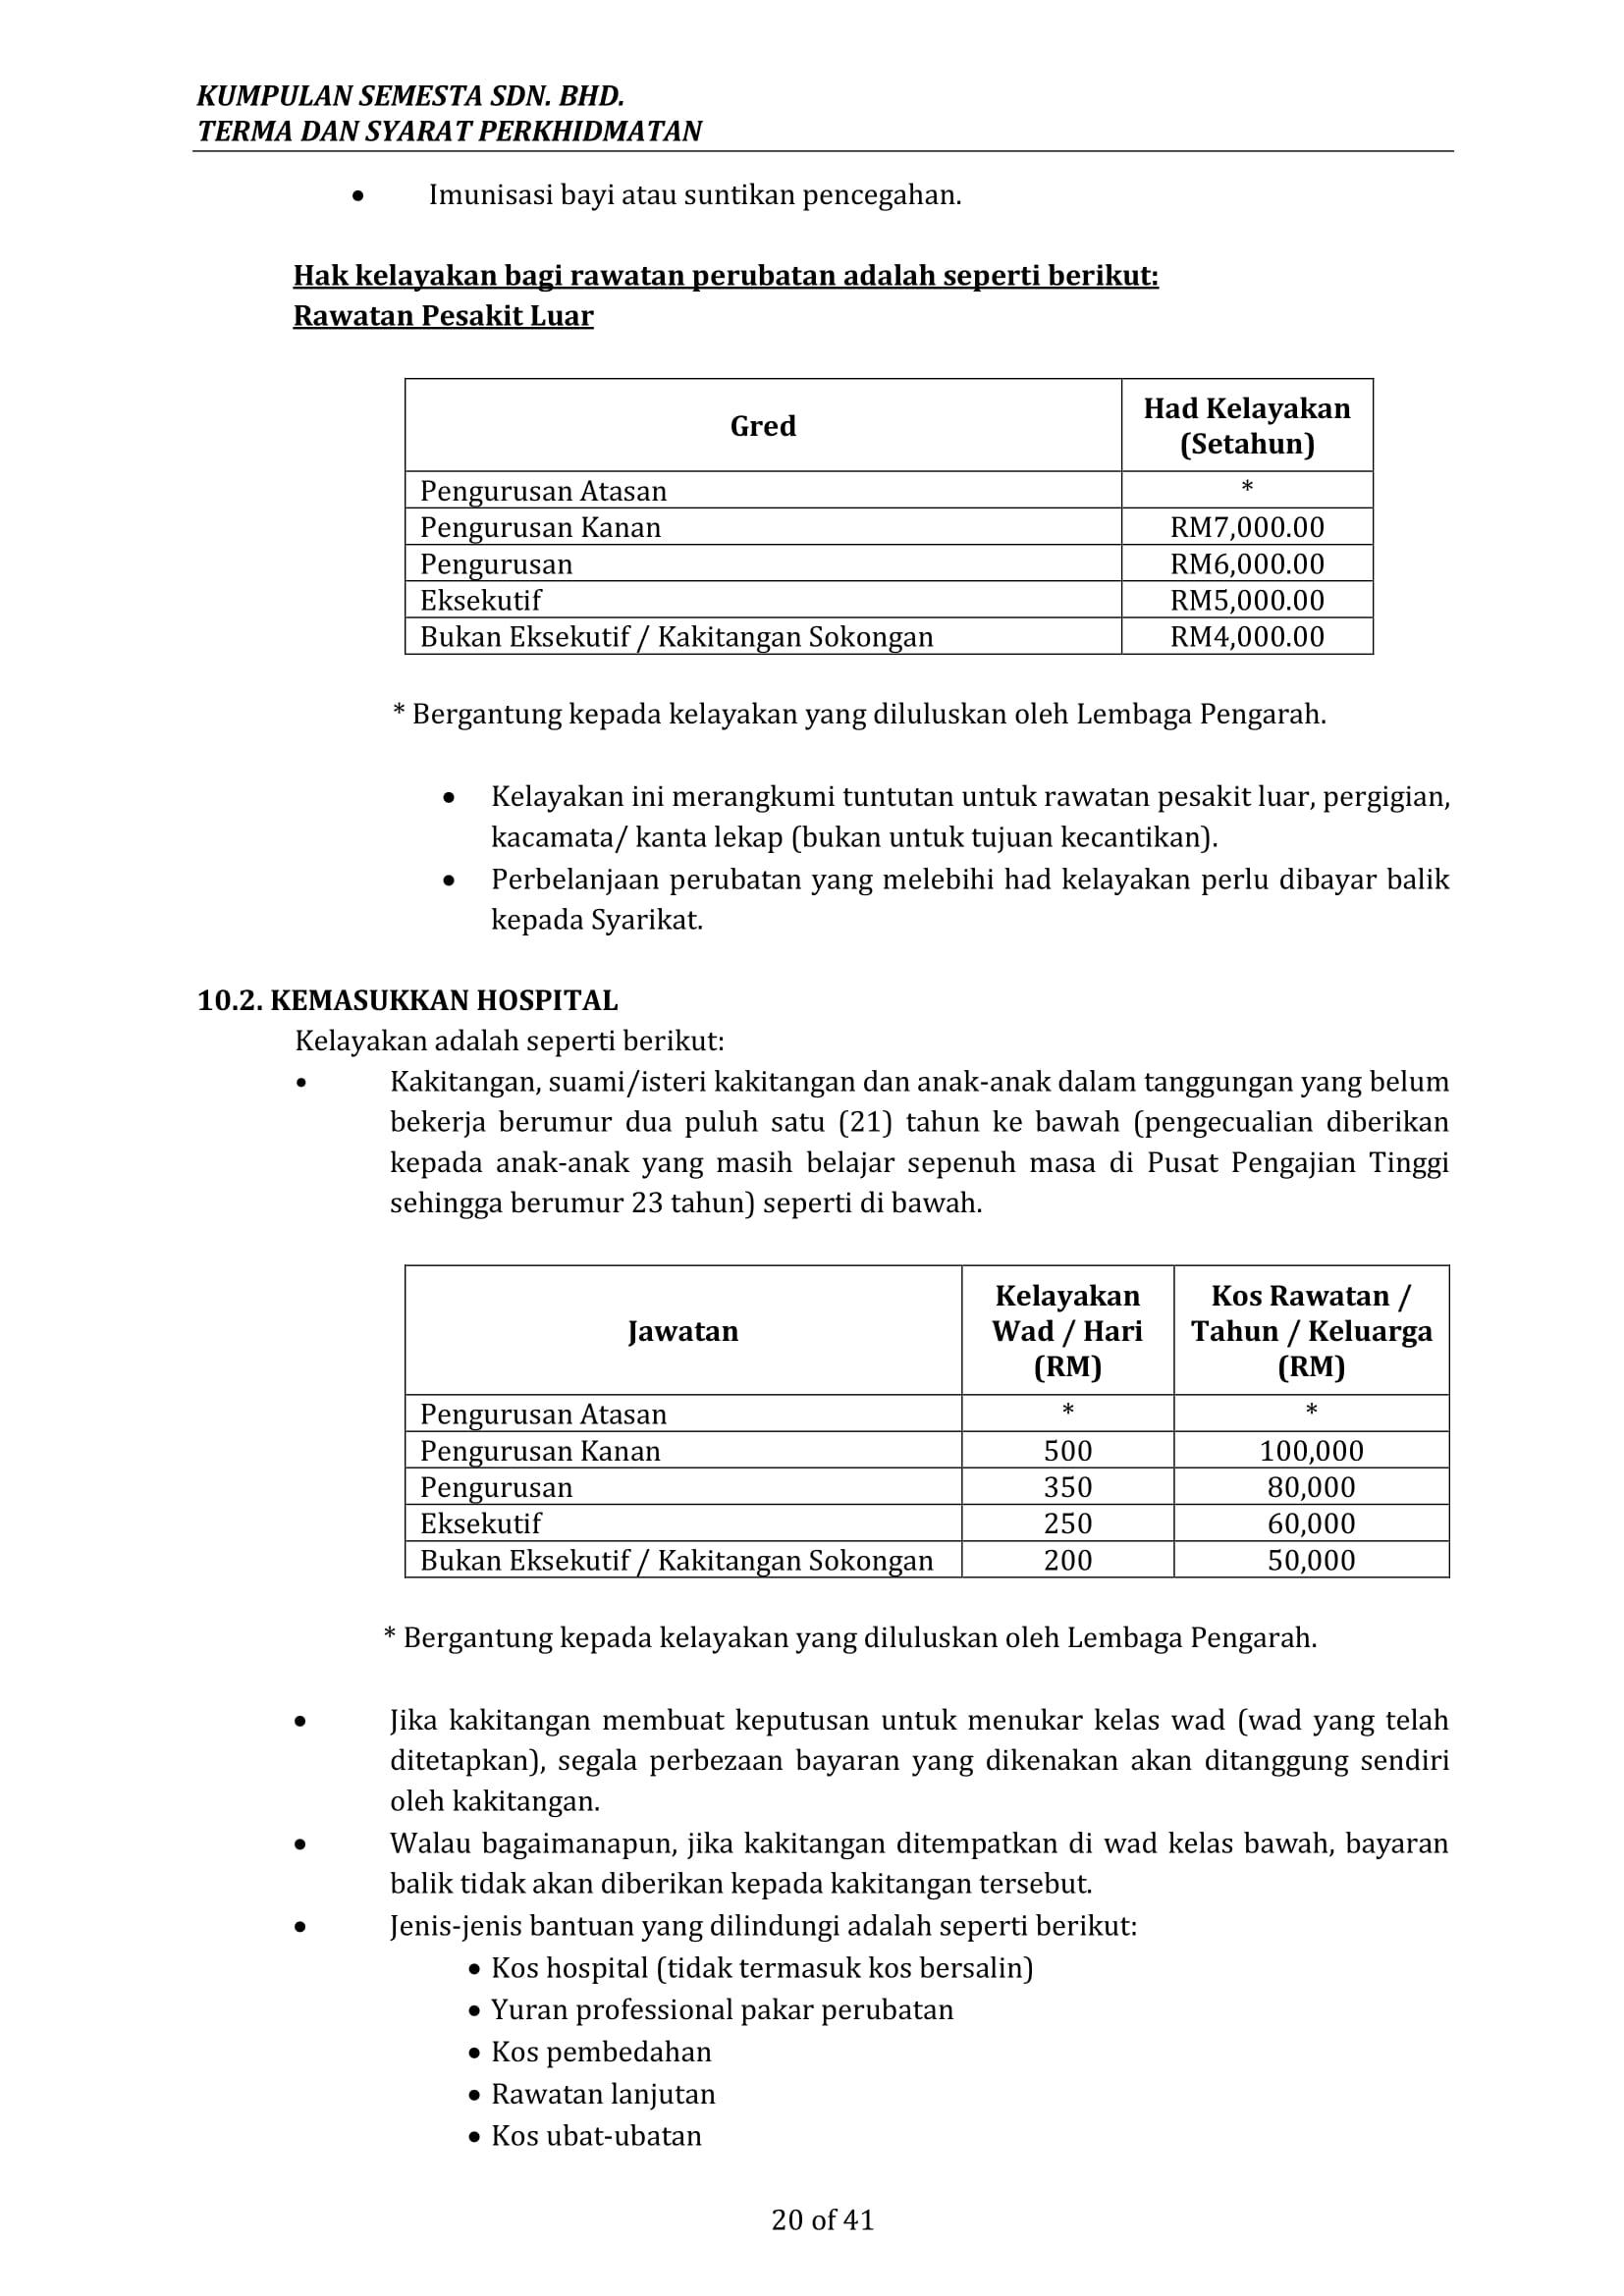 KUMPULAN SEMESTA SDN. BHD.
TERMA DAN SYARAT PERKHIDMATAN
• Imunisasi bayi atau suntikan pencegahan.
Hak kelayakan bagi rawatan perubatan adalah seperti berikut:
Rawatan Pesakit Luar
Gred Had Kelayakan
(Setahun)
Pengurusan Atasan *
Pengurusan Kanan RM7,000.00
Pengurusan RM6,000.00
Eksekutif RM5,000.00
Bukan Eksekutif / Kakitangan Sokongan RM4,000.00
* Bergantung kepada kelayakan yang diluluskan oleh Lembaga Pengarah.
• Kelayakan ini merangkumi tuntutan untuk rawatan pesakit luar, pergigian,
kacamata/ kanta lekap (bukan untuk tujuan kecantikan).
• Perbelanjaan perubatan yang melebihi had kelayakan perlu dibayar balik
kepada Syarikat.
10.2. KEMASUKKAN HOSPITAL
Kelayakan adalah seperti berikut:
• Kakitangan, suami/isteri kakitangan dan anak-anak dalam tanggungan yang belum
bekerja berumur dua puluh satu (21) tahun ke bawah (pengecualian diberikan
kepada anak-anak yang masih belajar sepenuh masa di Pusat Pengajian Tinggi
sehingga berumur 23 tahun) seperti di bawah.
Jawatan
Kelayakan
Wad / Hari
(RM)
Kos Rawatan /
Tahun / Keluarga
(RM)
Pengurusan Atasan * *
Pengurusan Kanan 500 100,000
Pengurusan 350 80,000
Eksekutif 250 60,000
Bukan Eksekutif / Kakitangan Sokongan 200 50,000
* Bergantung kepada kelayakan yang diluluskan oleh Lembaga Pengarah.
• Jika kakitangan membuat keputusan untuk menukar kelas wad (wad yang telah
ditetapkan), segala perbezaan bayaran yang dikenakan akan ditanggung sendiri
oleh kakitangan.
• Walau bagaimanapun, jika kakitangan ditempatkan di wad kelas bawah, bayaran
balik tidak akan diberikan kepada kakitangan tersebut.
• Jenis-jenis bantuan yang dilindungi adalah seperti berikut:
• Kos hospital (tidak termasuk kos bersalin)
• Yuran professional pakar perubatan
• Kos pembedahan
• Rawatan lanjutan
• Kos ubat-ubatan
20 of 41